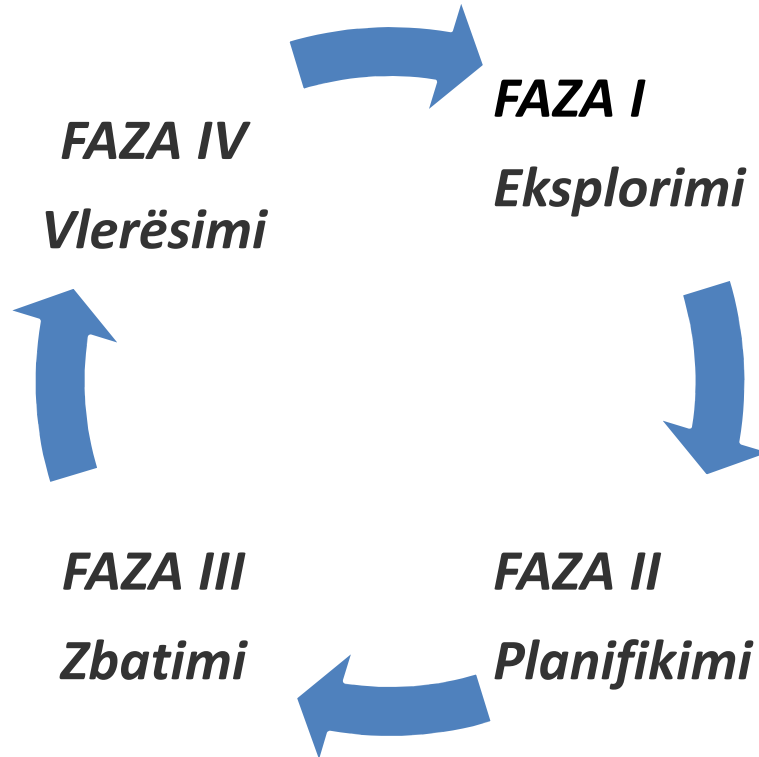 FAZA I
Eksplorimi
FAZA II
Planifikimi
FAZA III
Zbatimi
FAZA IV
Vlerësimi